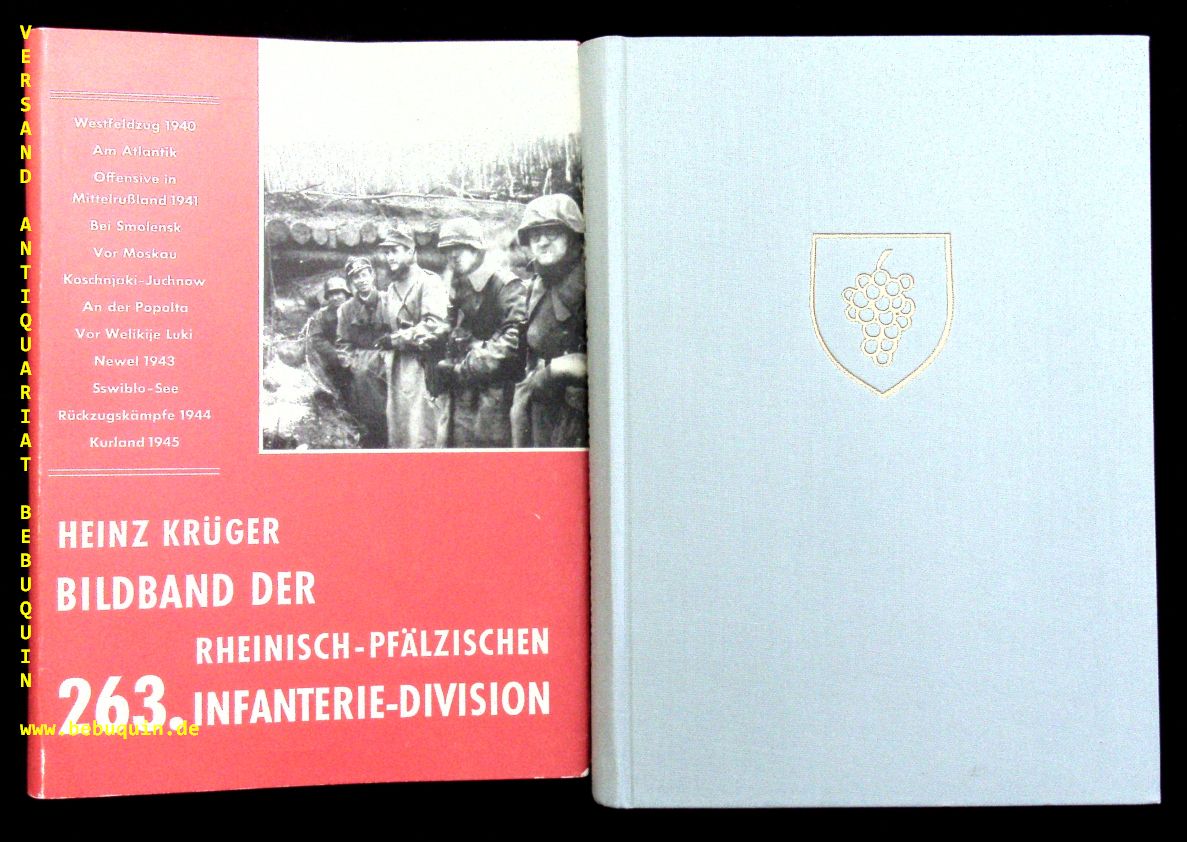 VERSAND ANTIQUARIAT BEBUQUIN
Westfeldzug 1940
Am Atlantik
Offensive in
Mittelrußland 1941
Bei Smolensk
Vor Moskau
Koschnjaki-Juchnow
An der Popolta
Vor Welikije Luki
Newel 1943
Sswiblo-See
Rückzugskämpfe 1944
Kurland 1945
HEINZ KRÜGER
BILDBAND DER
RHEINISCH-PFÄLZISCHEN
263. INFANTERIE-DIVISION
www.bebuquin.de